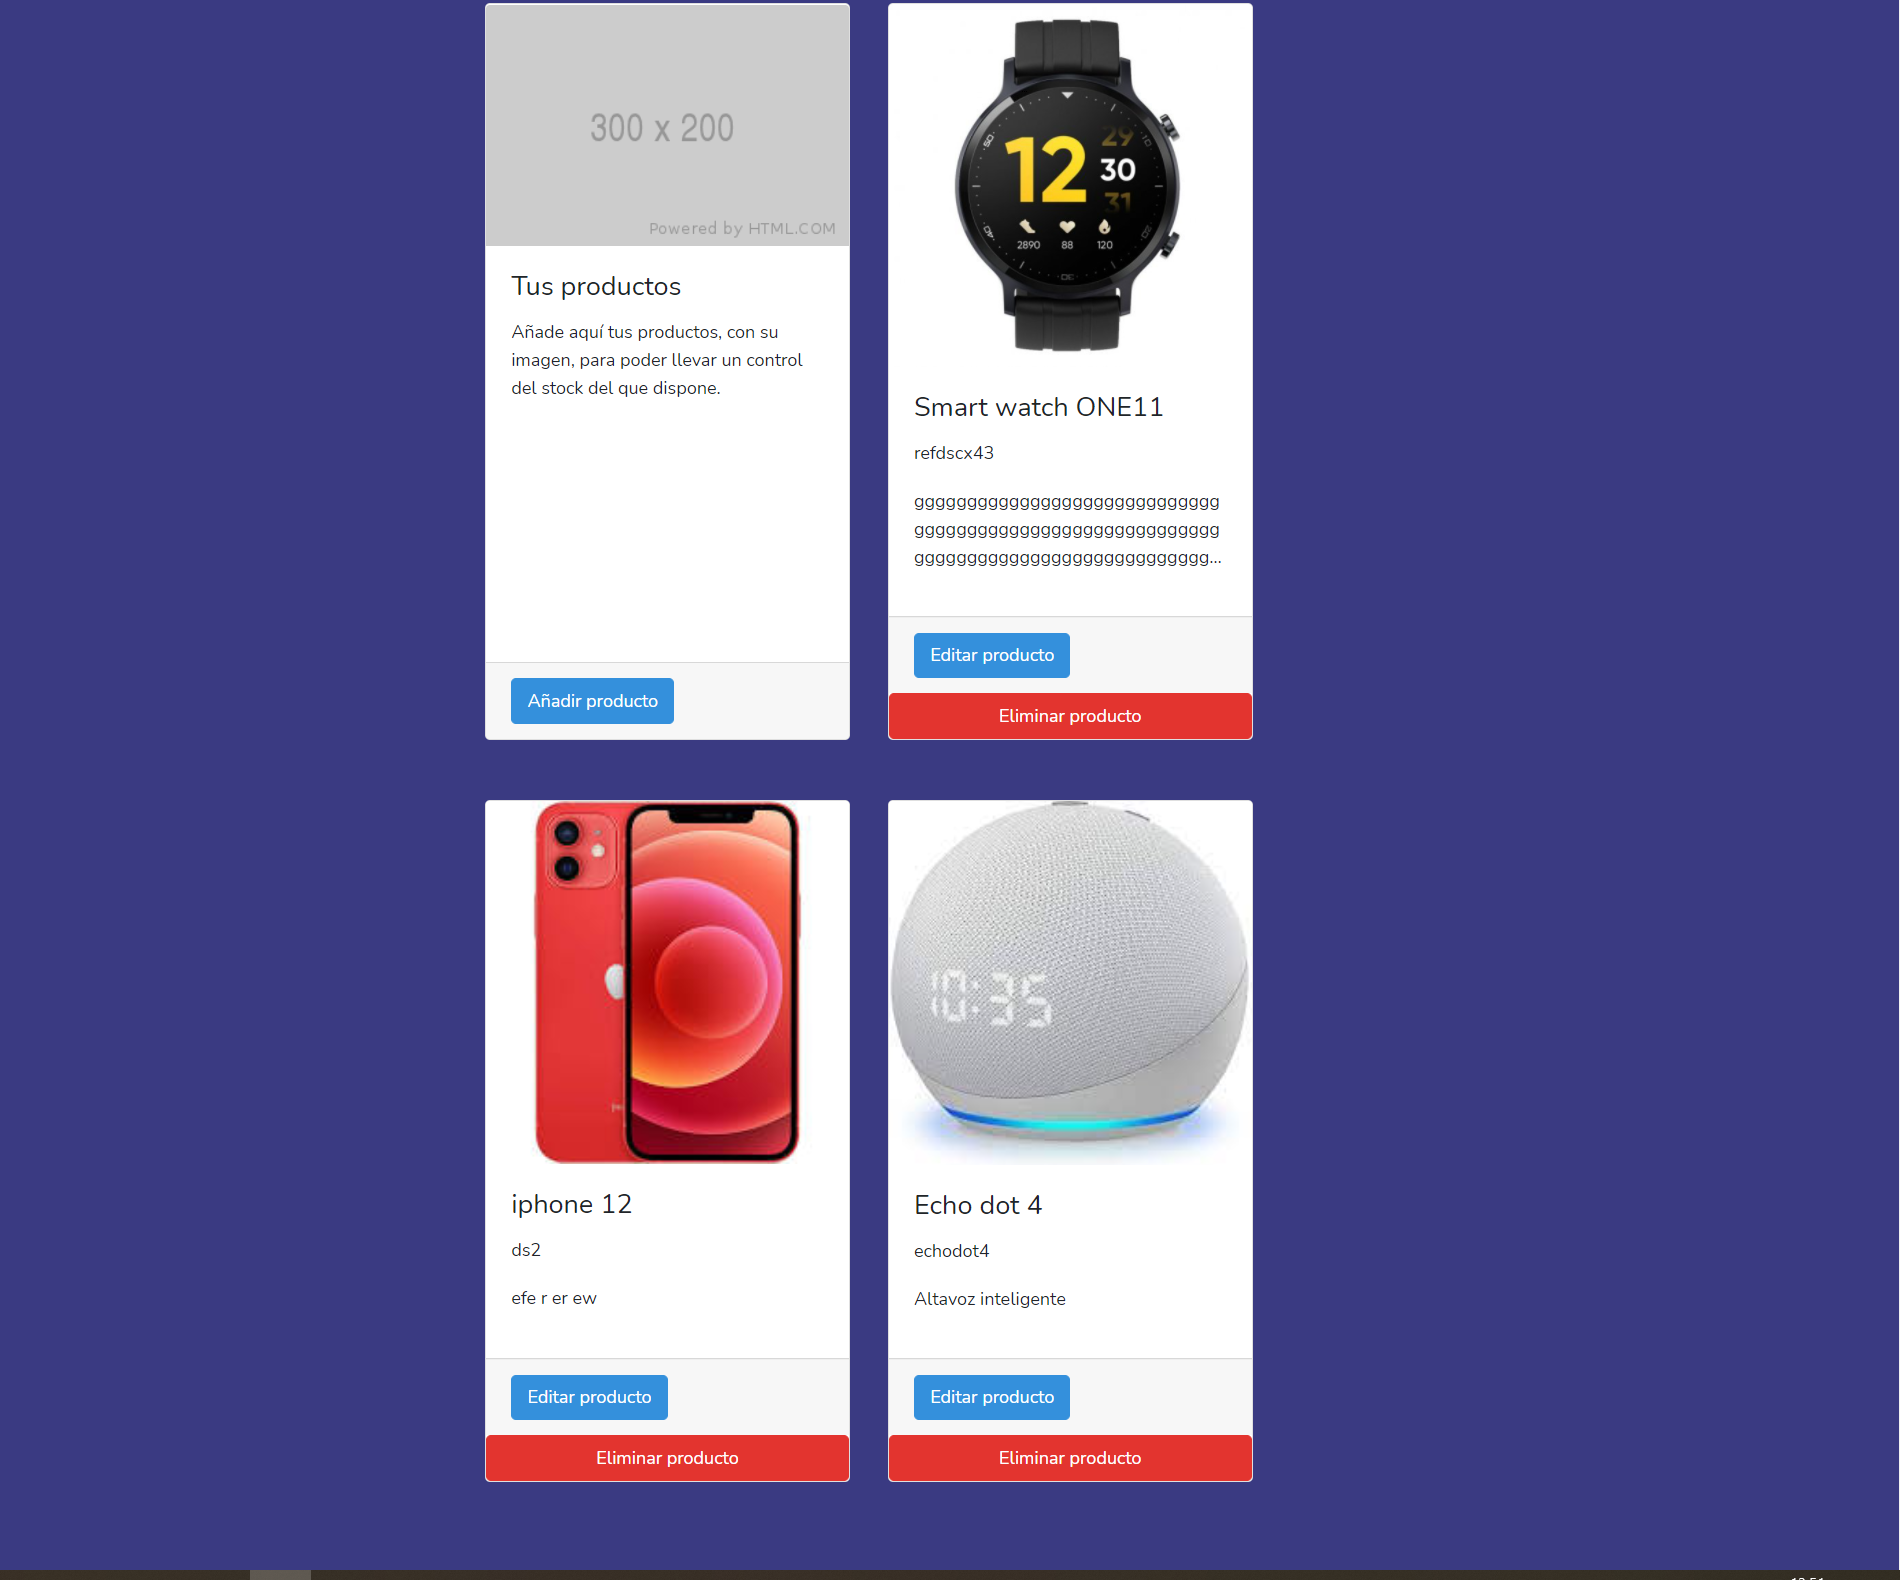 300 x 200
Powered by HTML.COM
Tus productos
Añade aquí tus productos, con su
imagen, para poder llevar un control
del stock del que dispone.
Añadir producto
12
29
30
31
2890 88 120
Smart watch ONE11
refdscx43
ggggggggggggggggggggggggggggg
ggggggggggggggggggggggggggggg
gggggggggggggggggggggggggggg...
Editar producto
Eliminar producto
iphone 12
ds2
efe r er ew
Editar producto
Eliminar producto
10:35
Echo dot 4
echodot4
Altavoz inteligente
Editar producto
Eliminar producto